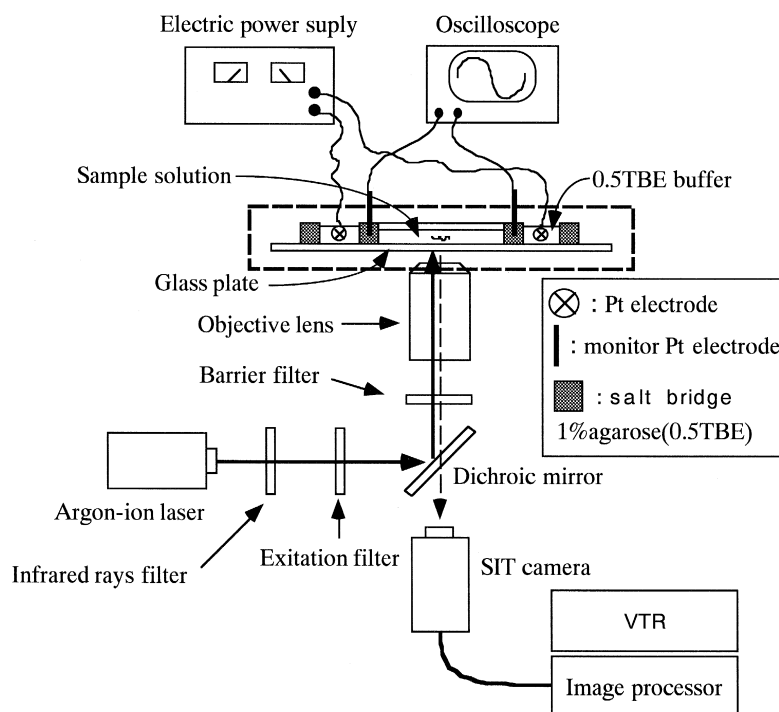 Electric power suply
Oscilloscope
Sample solution
0.5TBE buffer
Glass plate
Objective lens
: Pt electrode
: monitor Pt electrode
: salt bridge
1%agarose(0.5TBE)
Barrier filter
Dichroic mirror
Argon-ion laser
Exitation filter
Infrared rays filter
SIT camera
VTR
Image processor